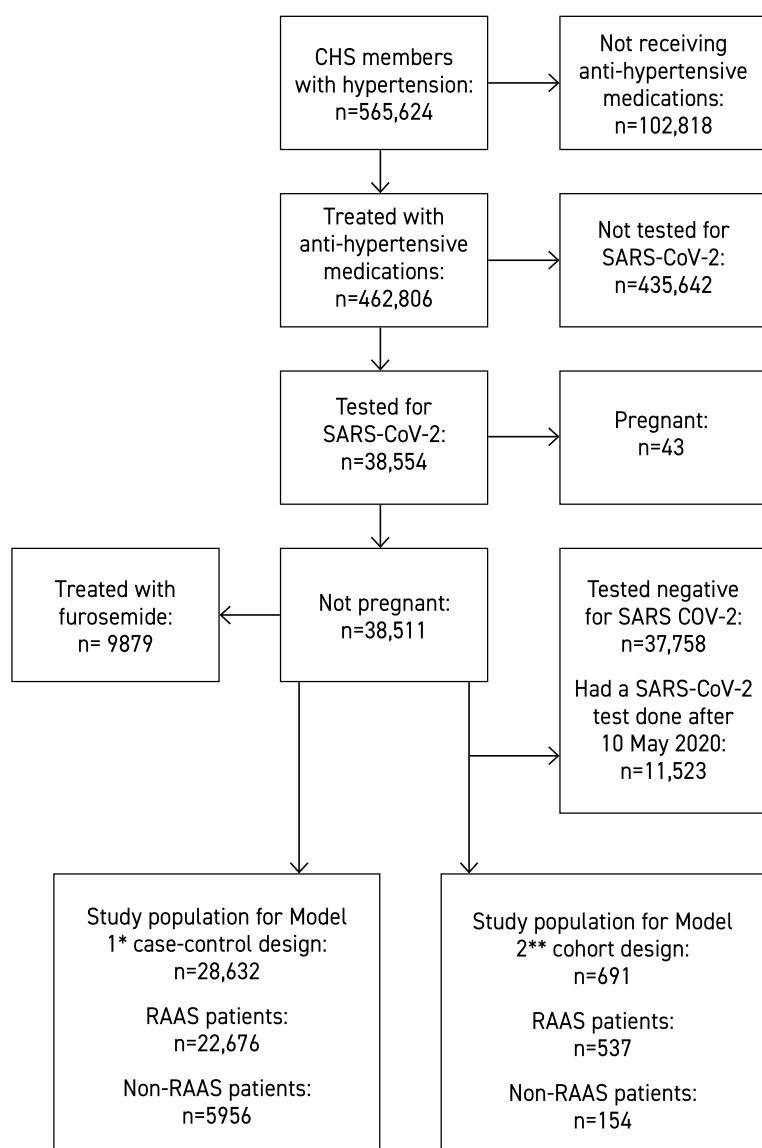 CHS members
with hypertension:
n=565,624
Not receiving
anti-hypertensive
medications:
n=102,818
Treated with
anti-hypertensive
medications:
n=462,806
Not tested for
SARS-CoV-2:
n=435,642
Tested for
SARS-CoV-2:
n=38,554
Pregnant:
n=43
Treated with
furosemide:
n= 9879
Not pregnant:
n=38,511
Tested negative
for SARS COV-2:
n=37,758
Had a SARS-CoV-2
test done after
10 May 2020:
n=11,523
Study population for Model
1* case-control design:
n=28,632
RAAS patients:
n=22,676
Non-RAAS patients:
n=5956
Study population for Model
2** cohort design:
n=691
RAAS patients:
n=537
Non-RAAS patients:
n=154